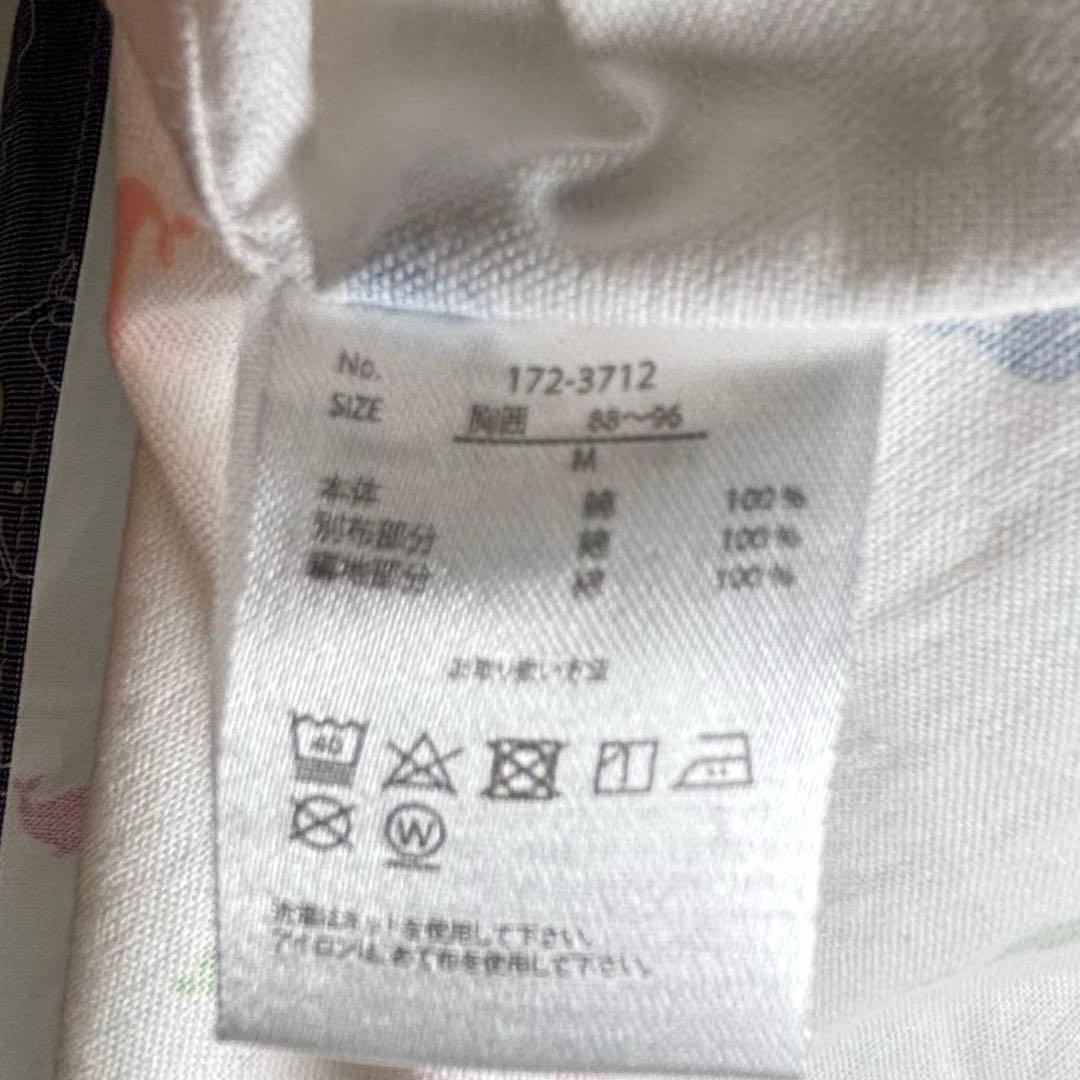 No. 172-3712
SIZE 胸囲 88〜96
M
本体 綿 100%
別布部分 綿 100%
編地部分 綿 100%
お取り扱い方法
40
W
水温はネットを使用して下さい。
アイロンは、あて布を使用して下さい。